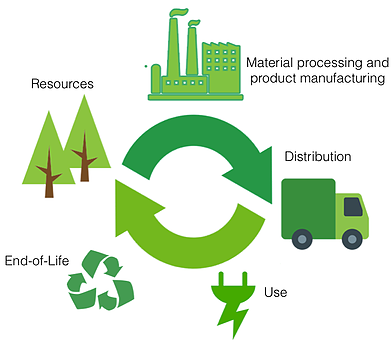 Material processing and
product manufacturing
Resources
Distribution
End-of-Life
Use